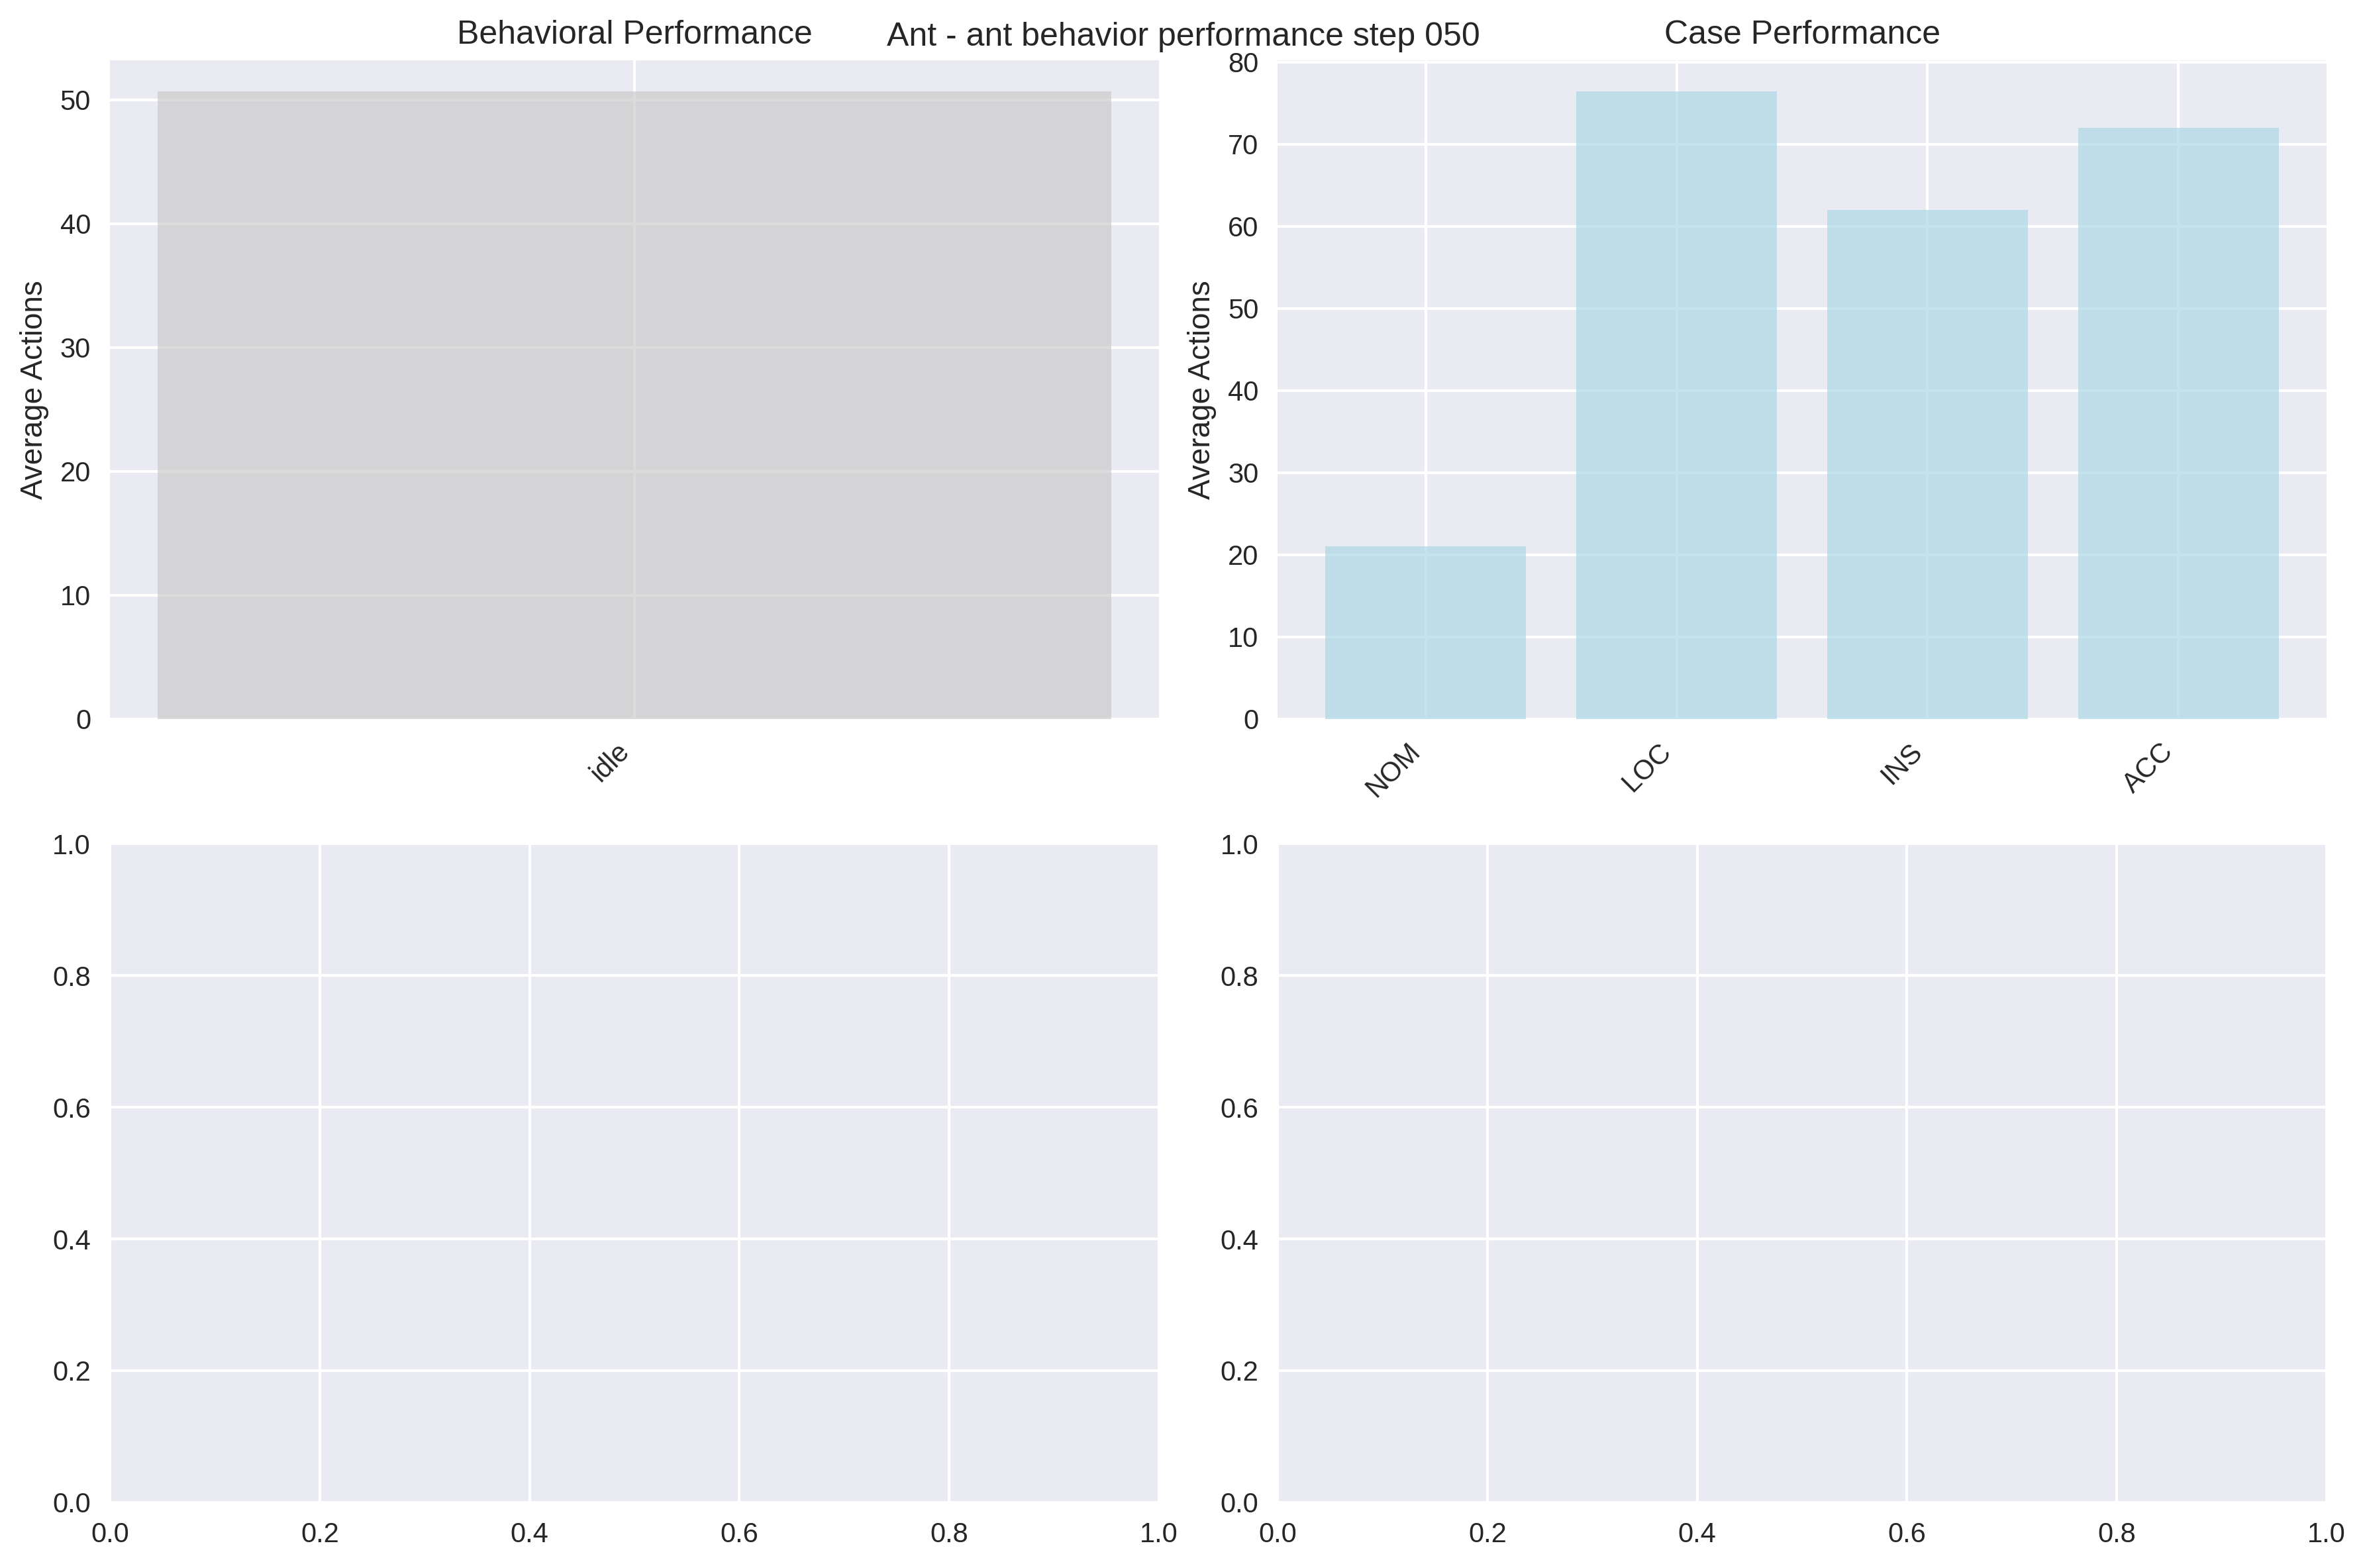 Ant - ant behavior performance step 050
Behavioral Performance
Average Actions
50
40
30
20
10
0
idle
Case Performance
Average Actions
80
70
60
50
40
30
20
10
0
NOM
LOC
INS
ACC
1.0
0.8
0.6
0.4
0.2
0.0
0.0 0.2 0.4 0.6 0.8 1.0
1.0
0.8
0.6
0.4
0.2
0.0
0.0 0.2 0.4 0.6 0.8 1.0